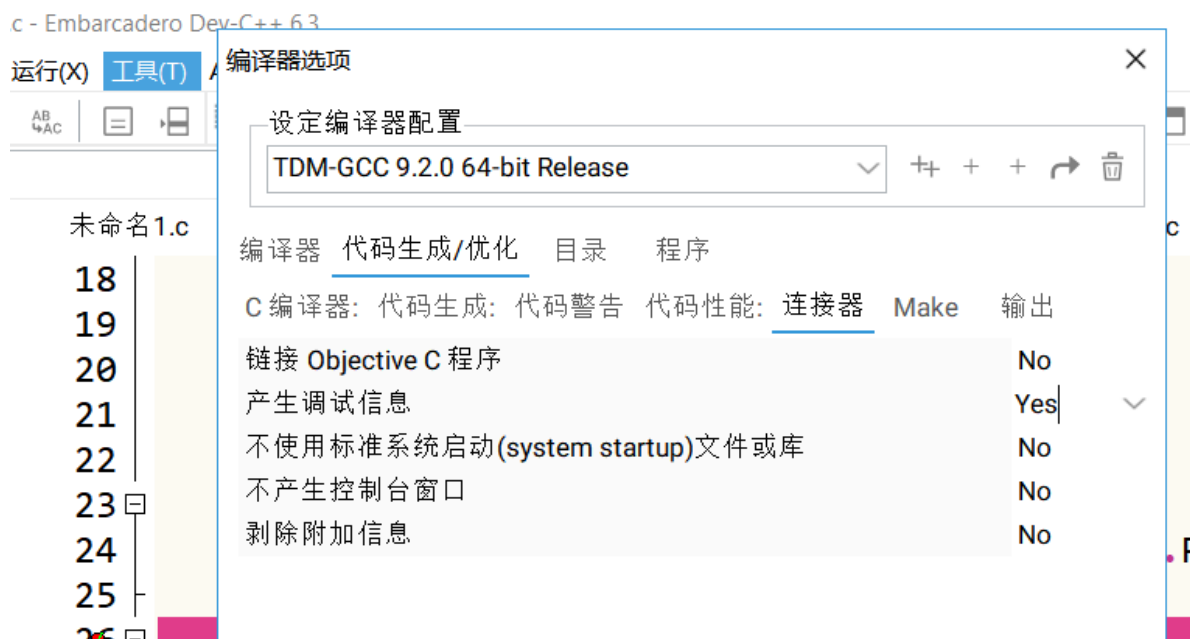 .c - Embarcadero Dev-C++ 6.3
运行(X) 工具(T)
编译器选项
设定编译器配置
TDM-GCC 9.2.0 64-bit Release
未命名1.c
编译器 代码生成/优化 目录 程序
C 编译器: 代码生成: 代码警告 代码性能: 连接器 Make 输出
链接 Objective C 程序 No
产生调试信息 Yes
不使用标准系统启动(system startup)文件或库 No
不产生控制台窗口 No
剥除附加信息 No
18
19
20
21
22
23
24
25
26